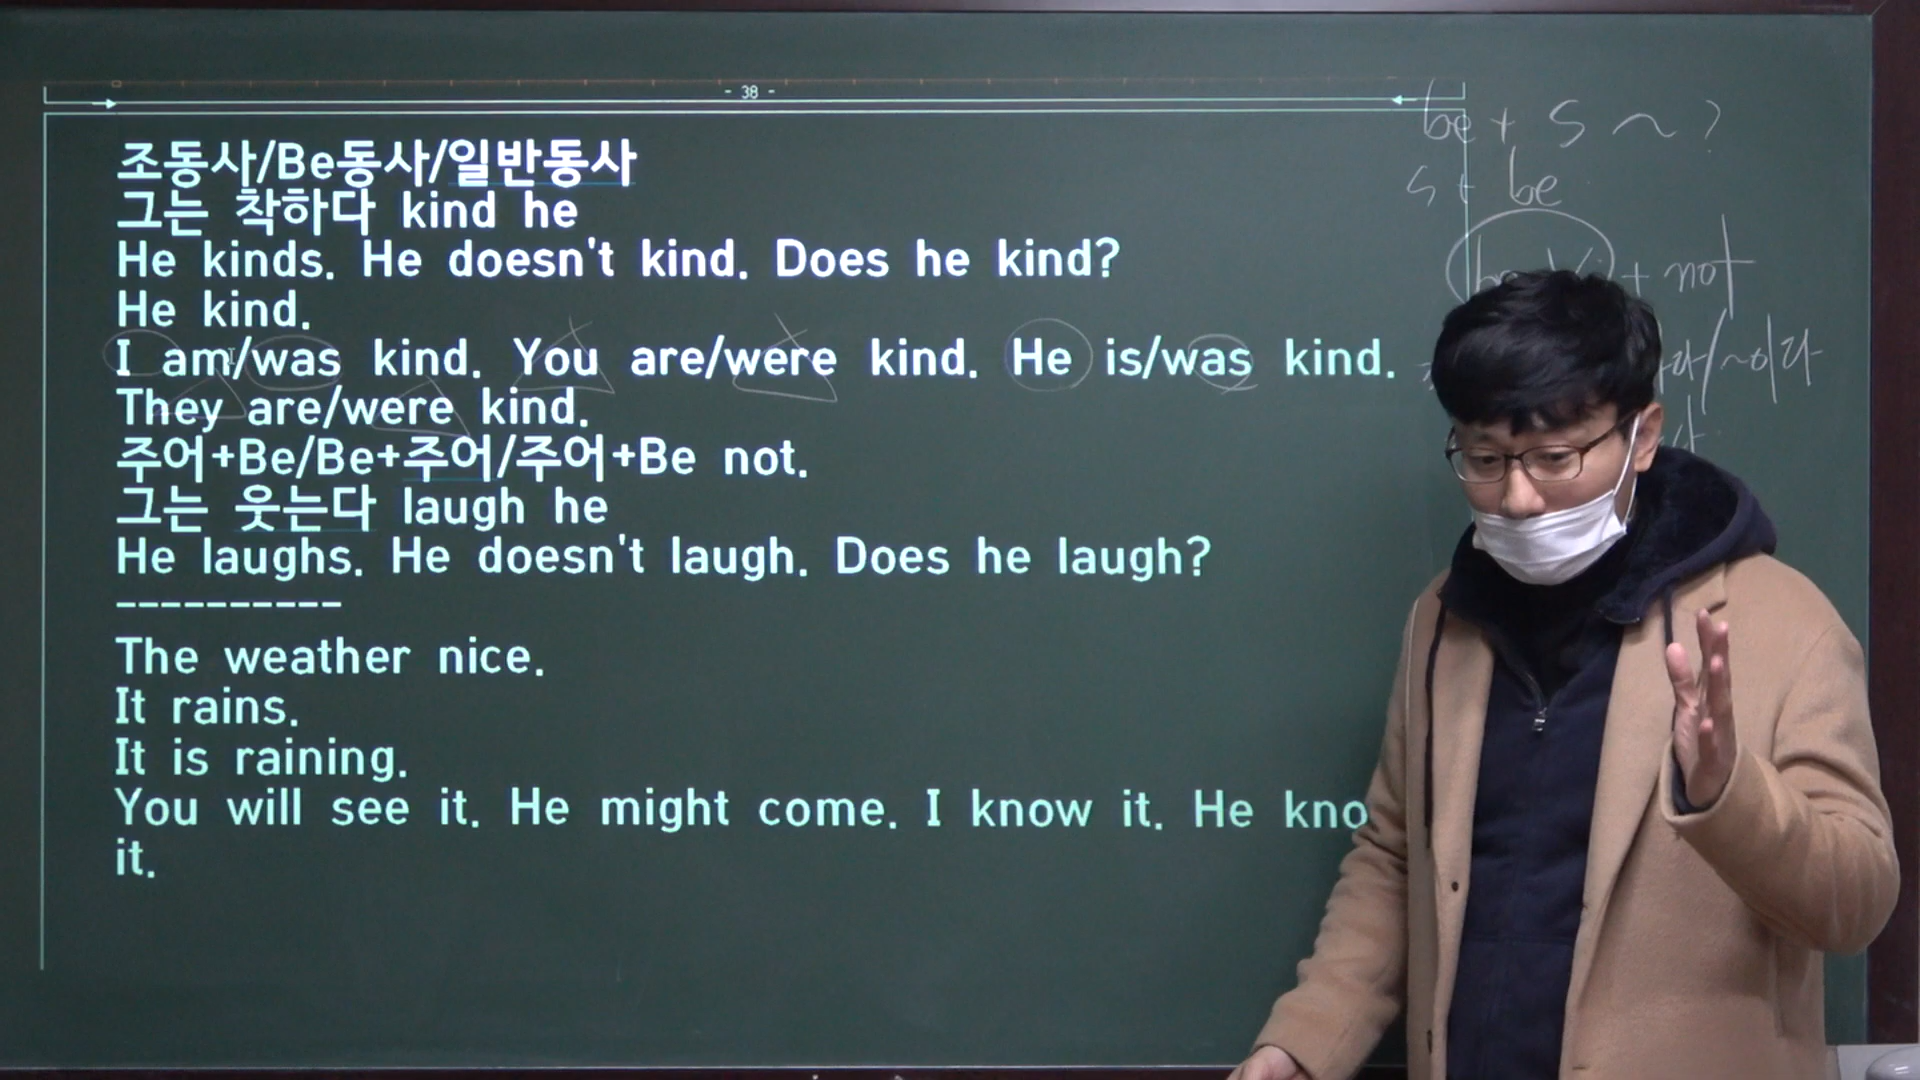 - 38 -
조동사/Be동사/일반동사
그는 착하다 kind he
He kinds. He doesn't kind. Does he kind?
He kind.
I am/was kind. You are/were kind. He is/was kind.
They are/were kind.
주어+Be/Be+주어/주어+Be not.
그는 웃는다 laugh he
He laughs. He doesn't laugh. Does he laugh?
----------
The weather nice.
It rains.
It is raining.
You will see it. He might come. I know it. He kno
it.
be + S ~ ?
S + be
+ not